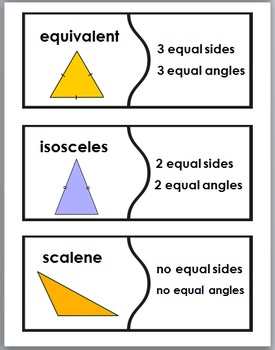 equivalent
3 equal sides
3 equal angles
isosceles
2 equal sides
2 equal angles
scalene
no equal sides
no equal angles